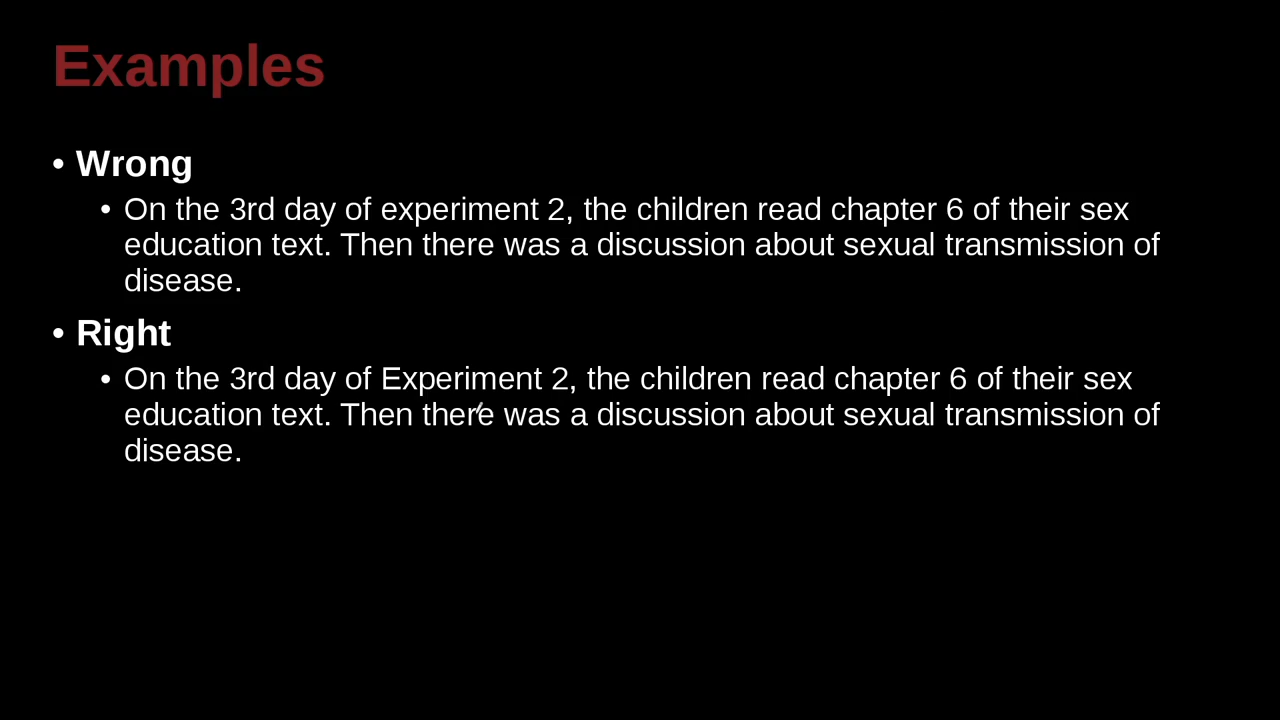 Examples
• Wrong
• On the 3rd day of experiment 2, the children read chapter 6 of their sex
education text. Then there was a discussion about sexual transmission of
disease.
• Right
• On the 3rd day of Experiment 2, the children read chapter 6 of their sex
education text. Then there was a discussion about sexual transmission of
disease.